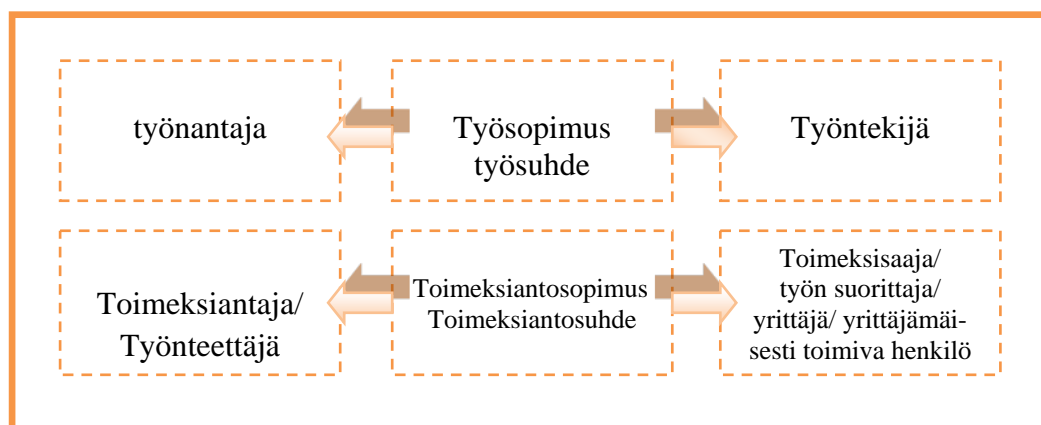 työnantaja
Työsopimus
työsuhde
Työntekijä
Toimeksiantaja/
Työnteettäjä
Toimeksiantosopimus
Toimeksiantosuhde
Toimeksisaaja/
työn suorittaja/
yrittäjä/ yrittäjämäi-
sesti toimiva henkilö